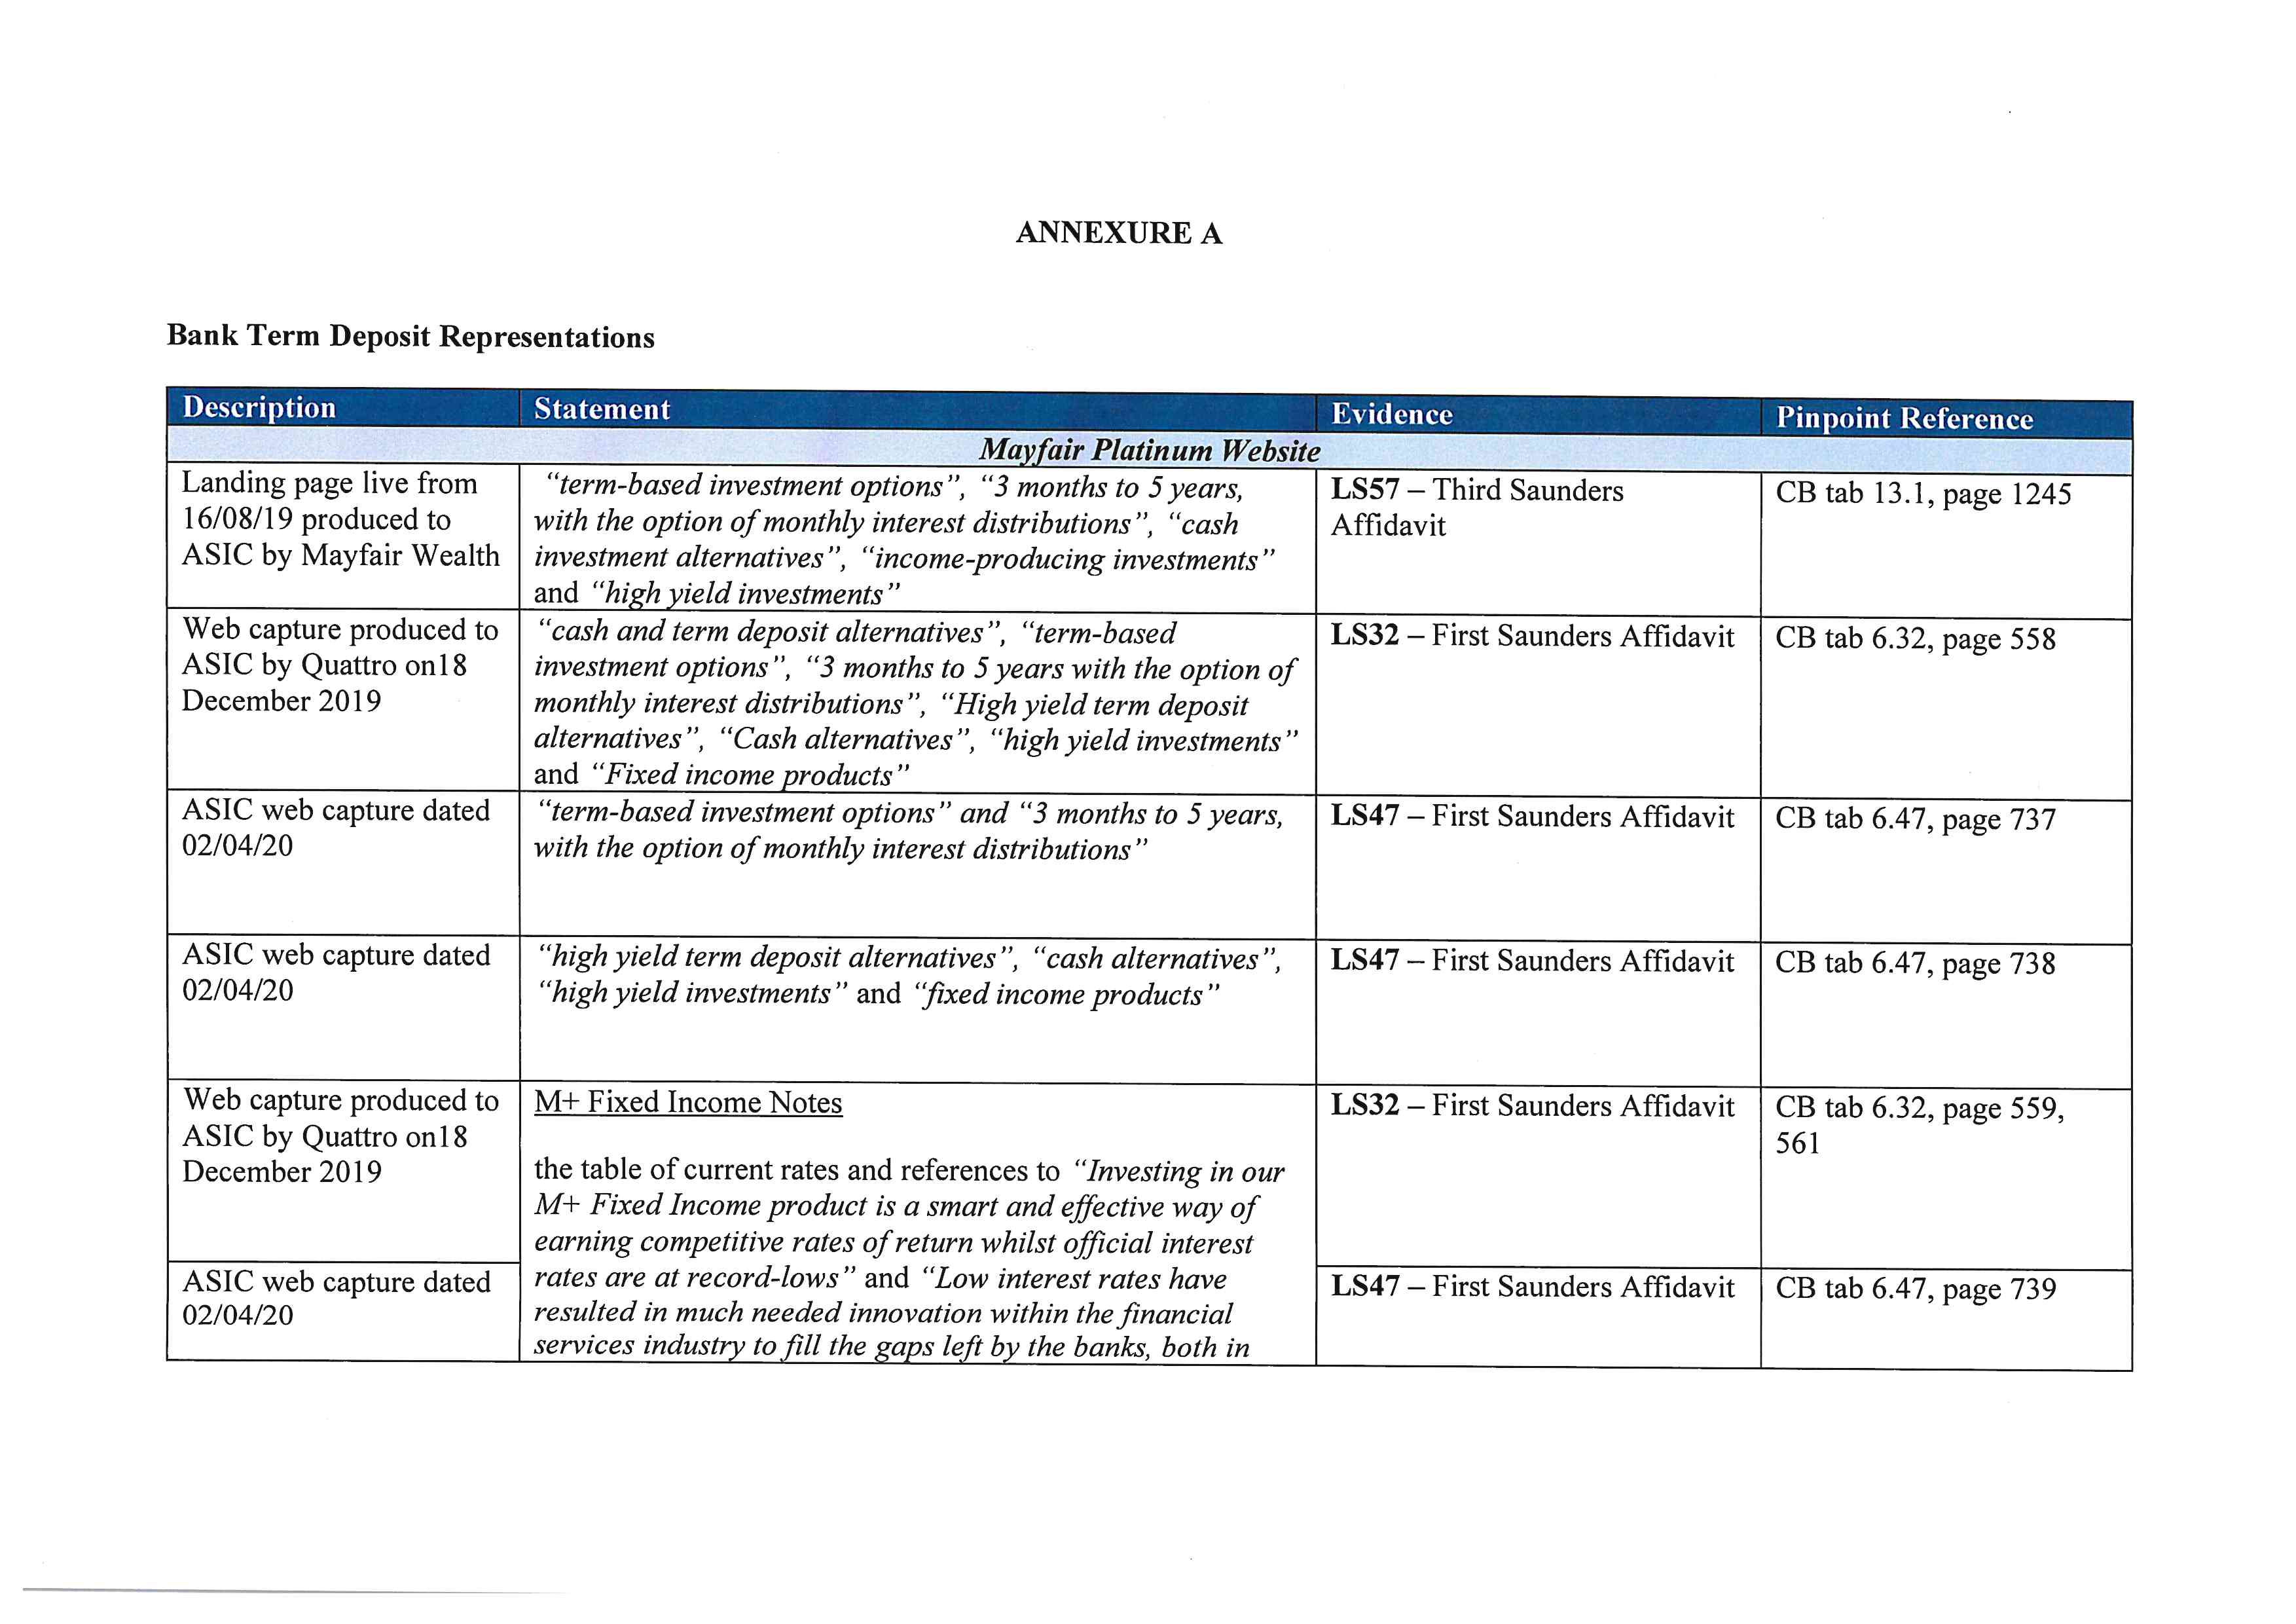 ANNEXURE A
Bank Term Deposit Representations
Description Statement Evidence Pinpoint Reference
Mayfair Platinum Website
Landing page live from
16/08/19 produced to
ASIC by Mayfair Wealth
“term-based investment options”, “3 months to 5 years,
with the option of monthly interest distributions”, “cash
investment alternatives”, “income-producing investments”
and “high yield investments”
LS57 – Third Saunders
Affidavit
CB tab 13.1, page 1245
Web capture produced to
ASIC by Quattro on18
December 2019
“cash and term deposit alternatives”, “term-based
investment options”, “3 months to 5 years with the option of
monthly interest distributions”, “High yield term deposit
alternatives”, “Cash alternatives”, “high yield investments”
and “Fixed income products”
LS32 – First Saunders Affidavit
CB tab 6.32, page 558
ASIC web capture dated
02/04/20
“term-based investment options” and “3 months to 5 years,
with the option of monthly interest distributions”
LS47 – First Saunders Affidavit
CB tab 6.47, page 737
ASIC web capture dated
02/04/20
“high yield term deposit alternatives”, “cash alternatives”,
“high yield investments” and “fixed income products”
LS47 – First Saunders Affidavit
CB tab 6.47, page 738
Web capture produced to
ASIC by Quattro on18
December 2019
M+ Fixed Income Notes
the table of current rates and references to “Investing in our
M+ Fixed Income product is a smart and effective way of
earning competitive rates of return whilst official interest
rates are at record-lows” and “Low interest rates have
resulted in much needed innovation within the financial
services industry to fill the gaps left by the banks, both in
LS32 – First Saunders Affidavit
CB tab 6.32, page 559,
561
ASIC web capture dated
02/04/20
LS47 – First Saunders Affidavit
CB tab 6.47, page 739